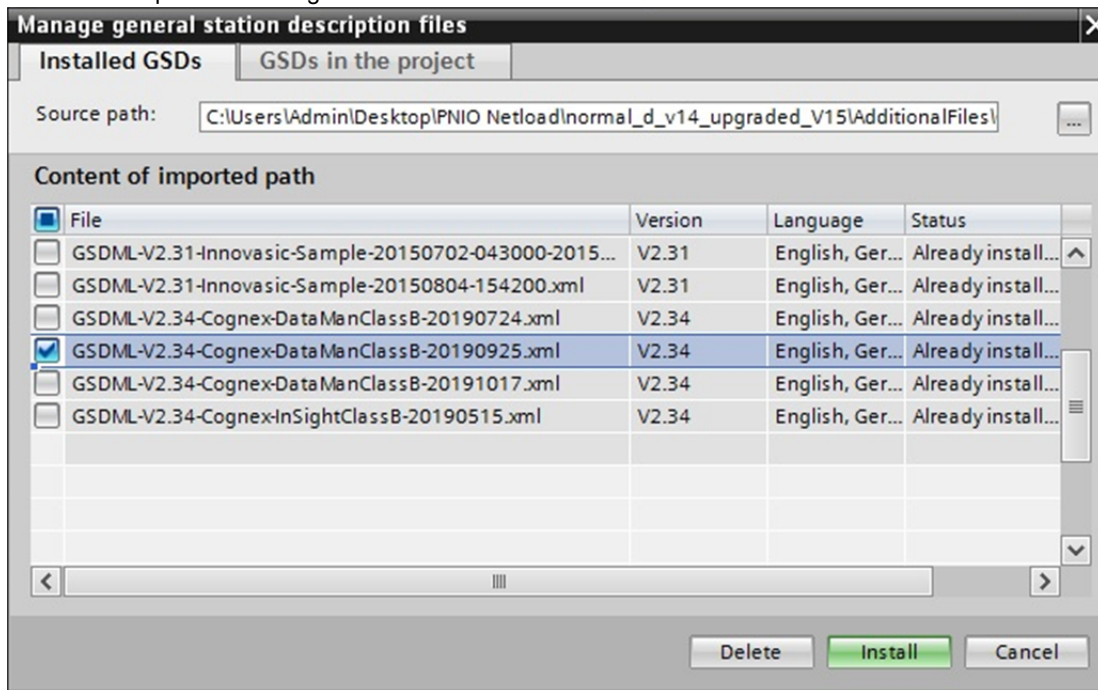 Manage general station description files
Installed GSDs GSDs in the project
Source path: C:\Users\Admin\Desktop\PNIO Netload\normal_d_v14_upgraded_V15\AdditionalFiles\
...
Content of imported path
File Version Language Status
GSDML-V2.31-Innovasic-Sample-20150702-043000-2015... V2.31 English, Ger... Already install...
GSDML-V2.31-Innovasic-Sample-20150804-154200.xml V2.31 English, Ger... Already install...
GSDML-V2.34-Cognex-DataManClassB-20190724.xml V2.34 English, Ger... Already install...
GSDML-V2.34-Cognex-DataManClassB-20190925.xml V2.34 English, Ger... Already install...
GSDML-V2.34-Cognex-DataManClassB-20191017.xml V2.34 English, Ger... Already install...
GSDML-V2.34-Cognex-InSightClassB-20190515.xml V2.34 English, Ger... Already install...
Delete Install Cancel